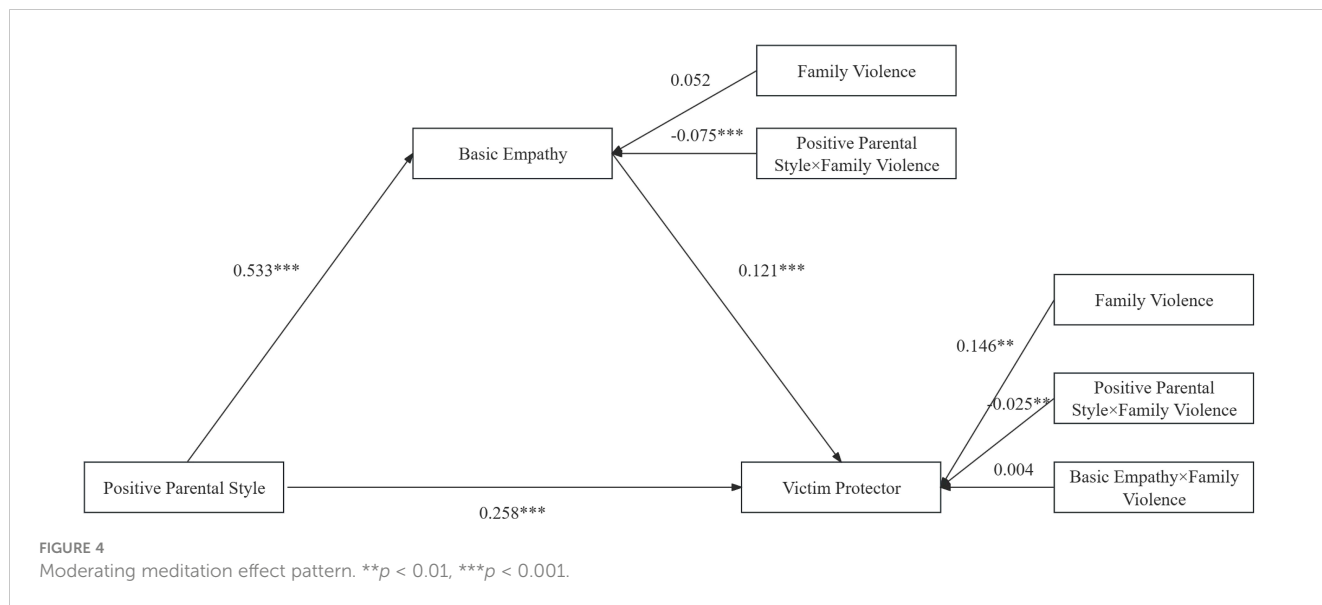 Family Violence
0.052
-0.075***
Positive Parental
Style×Family Violence
Basic Empathy
0.533***
0.121***
Family Violence
0.146**
Positive Parental
Style×Family Violence
-0.025**
0.004
Basic Empathy×Family
Violence
Positive Parental Style
Victim Protector
0.258***
FIGURE 4
Moderating meditation effect pattern. **p < 0.01, ***p < 0.001.